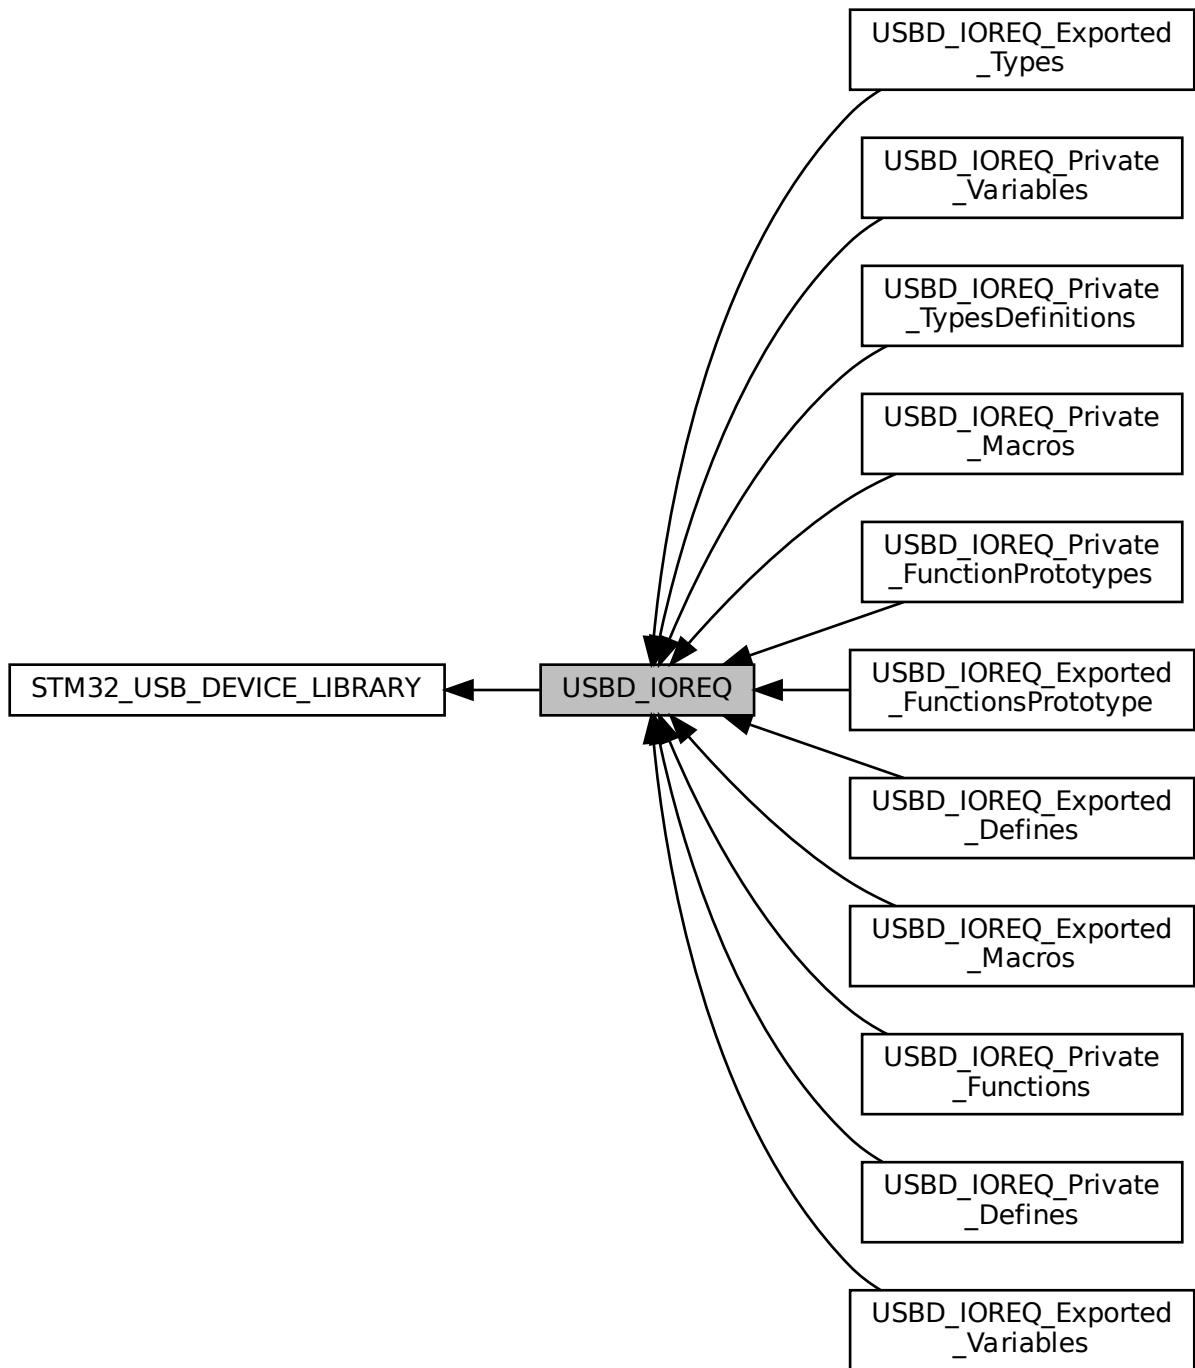 USBD_IOREQ_Exported
_Types
USBD_IOREQ_Private
_Variables
USBD_IOREQ_Private
_TypesDefinitions
USBD_IOREQ_Private
_Macros
USBD_IOREQ_Private
_FunctionPrototypes
STM32_USB_DEVICE_LIBRARY
USBD_IOREQ
USBD_IOREQ_Exported
_FunctionsPrototype
USBD_IOREQ_Exported
_Defines
USBD_IOREQ_Exported
_Macros
USBD_IOREQ_Private
_Functions
USBD_IOREQ_Private
_Defines
USBD_IOREQ_Exported
_Variables